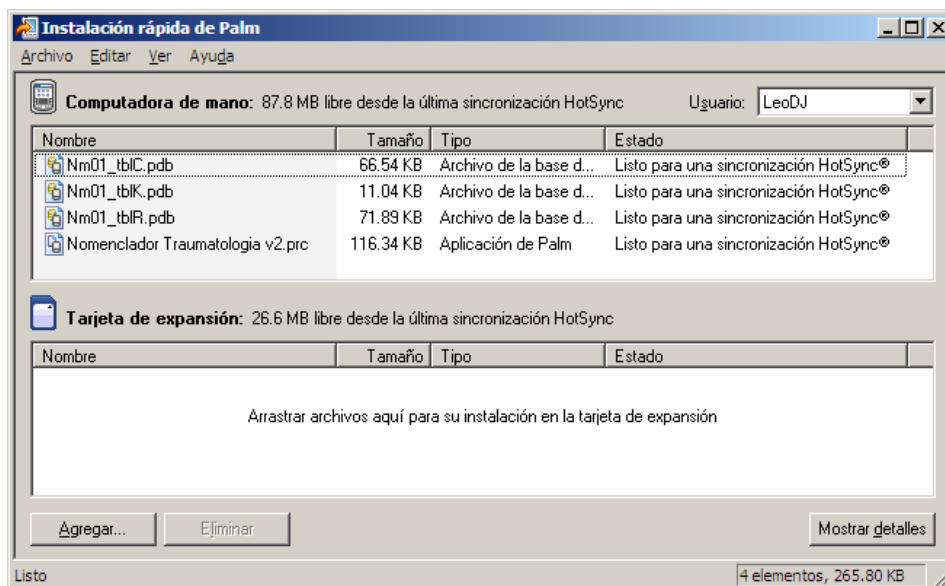 Instalación rápida de Palm
Archivo Editar Ver Ayuda
Computadora de mano: 87.8 MB libre desde la última sincronización HotSync Usuario: LeoDJ
Nombre Tamaño Tipo Estado
Nm01_tblC.pdb 66.54 KB Archivo de la base d... Listo para una sincronización HotSync®
Nm01_tblK.pdb 11.04 KB Archivo de la base d... Listo para una sincronización HotSync®
Nm01_tblR.pdb 71.89 KB Archivo de la base d... Listo para una sincronización HotSync®
Nomenclador Traumatologia v2.prc 116.34 KB Aplicación de Palm Listo para una sincronización HotSync®
Tarjeta de expansión: 26.6 MB libre desde la última sincronización HotSync
Nombre Tamaño Tipo Estado
Arrastrar archivos aquí para su instalación en la tarjeta de expansión
Agregar... Eliminar Mostrar detalles
Listo 4 elementos, 265.80 KB